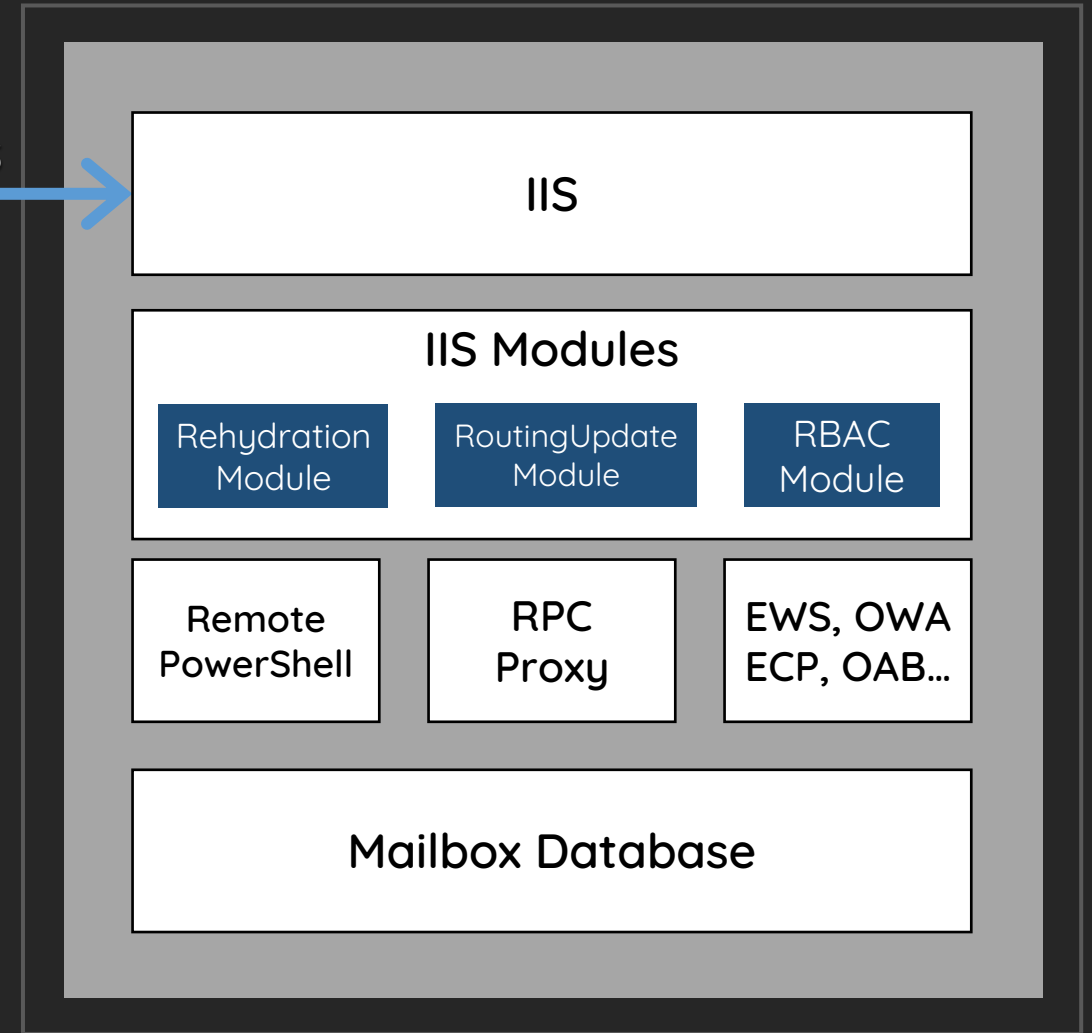 IIS
IIS Modules
Rehydration
Module
RoutingUpdate
Module
RBAC
Module
Remote
PowerShell
RPC
Proxy
EWS, OWA
ECP, OAB...
Mailbox Database